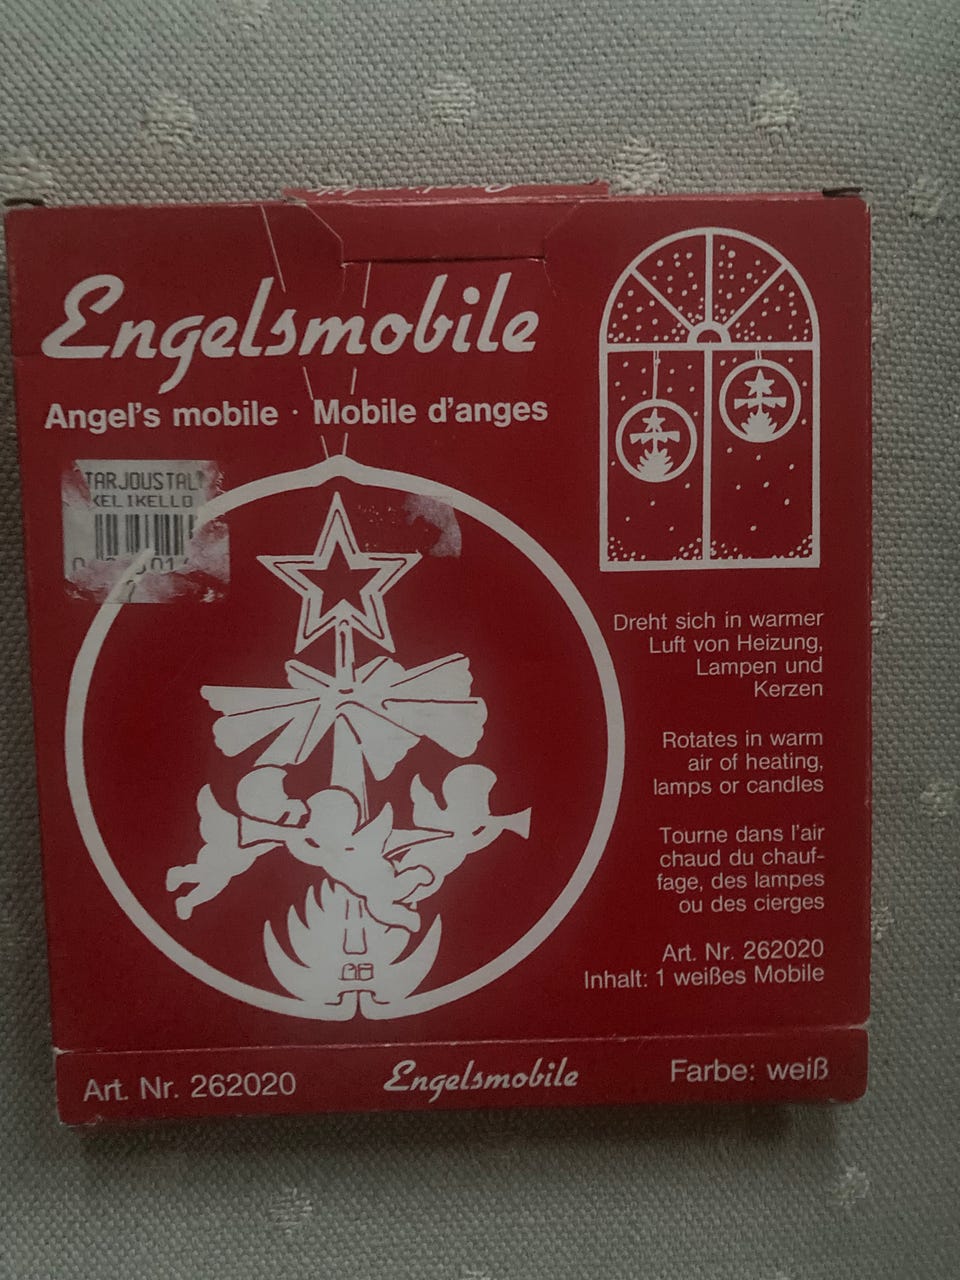 Engelsmobile
Angel's mobile · Mobile d'anges
TARJOUSTAL
KELIKELLO
Dreht sich in warmer
Luft von Heizung,
Lampen und
Kerzen
Rotates in warm
air of heating,
lamps or candles
Tourne dans l'air
chaud du chauf-
fage, des lampes
ou des cierges
Art. Nr. 262020
Inhalt: 1 weißes Mobile
Art. Nr. 262020
Engelsmobile
Farbe: weiß